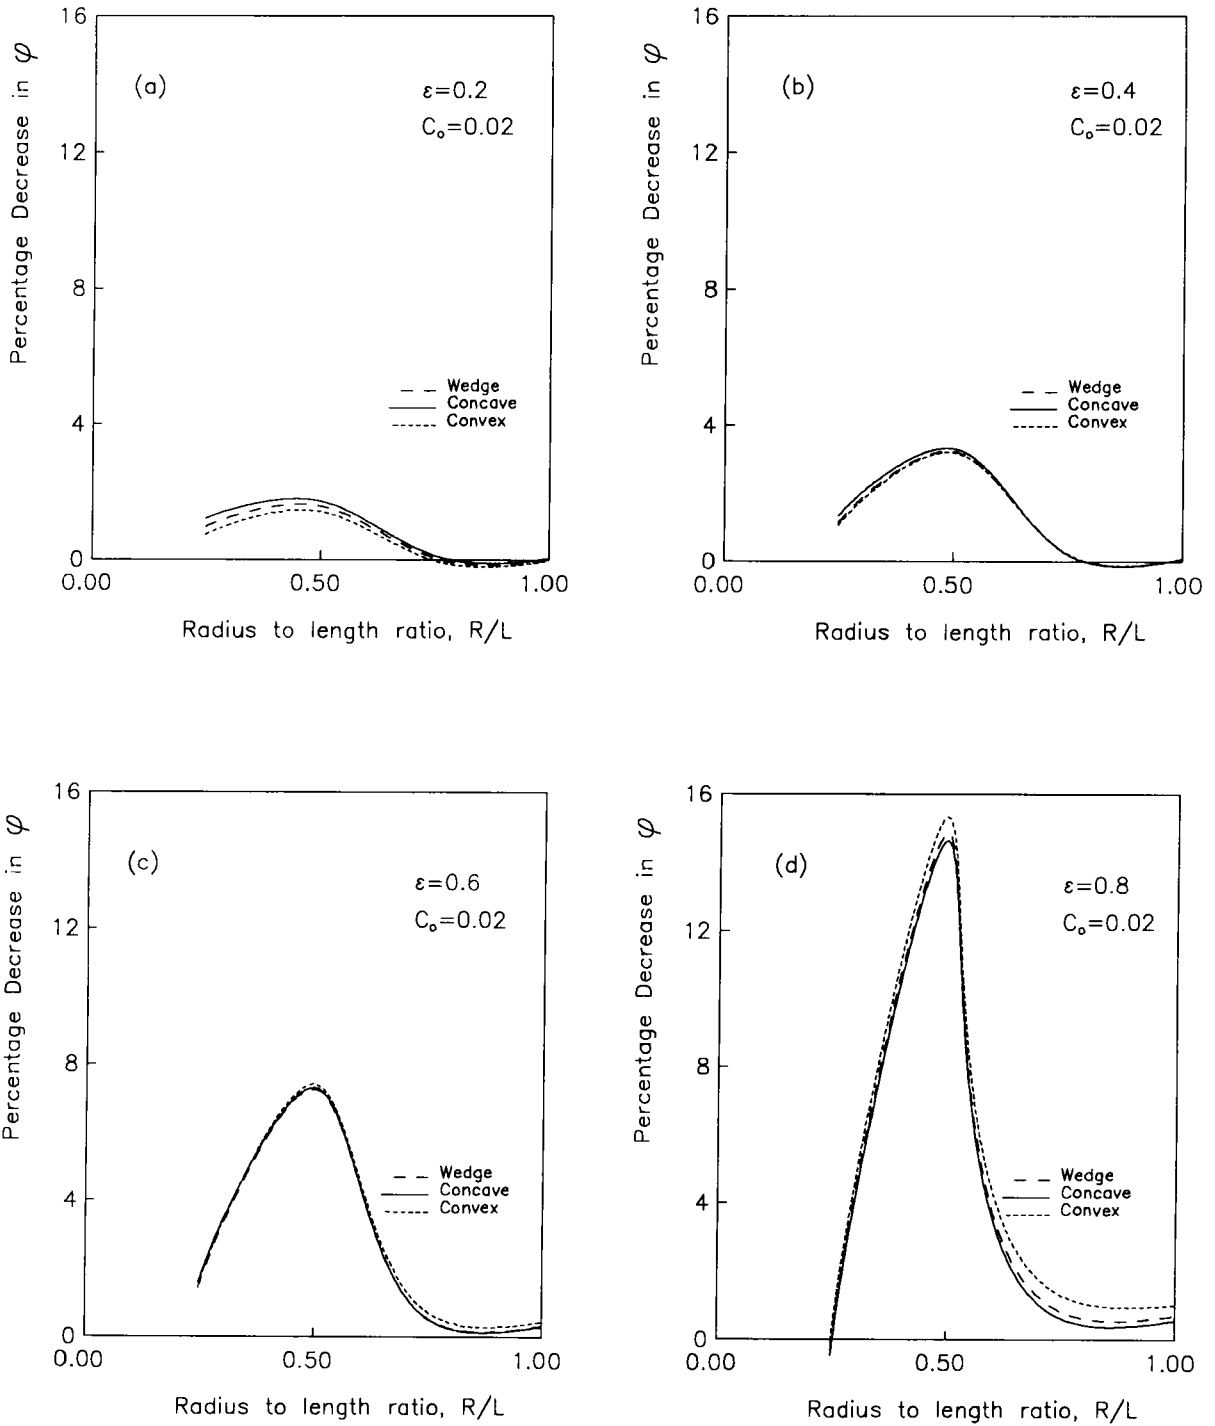 Percentage Decrease in φ
16
12
8
4
0
(a)
ε=0.2
C₀=0.02
Wedge
Concave
Convex
0.00
0.50
1.00
Radius to length ratio, R/L
Percentage Decrease in φ
16
12
8
4
0
(b)
ε=0.4
C₀=0.02
Wedge
Concave
Convex
0.00
0.50
1.00
Radius to length ratio, R/L
Percentage Decrease in φ
16
12
8
4
0
(c)
ε=0.6
C₀=0.02
Wedge
Concave
Convex
0.00
0.50
1.00
Radius to length ratio, R/L
Percentage Decrease in φ
16
12
8
4
0
(d)
ε=0.8
C₀=0.02
Wedge
Concave
Convex
0.00
0.50
1.00
Radius to length ratio, R/L